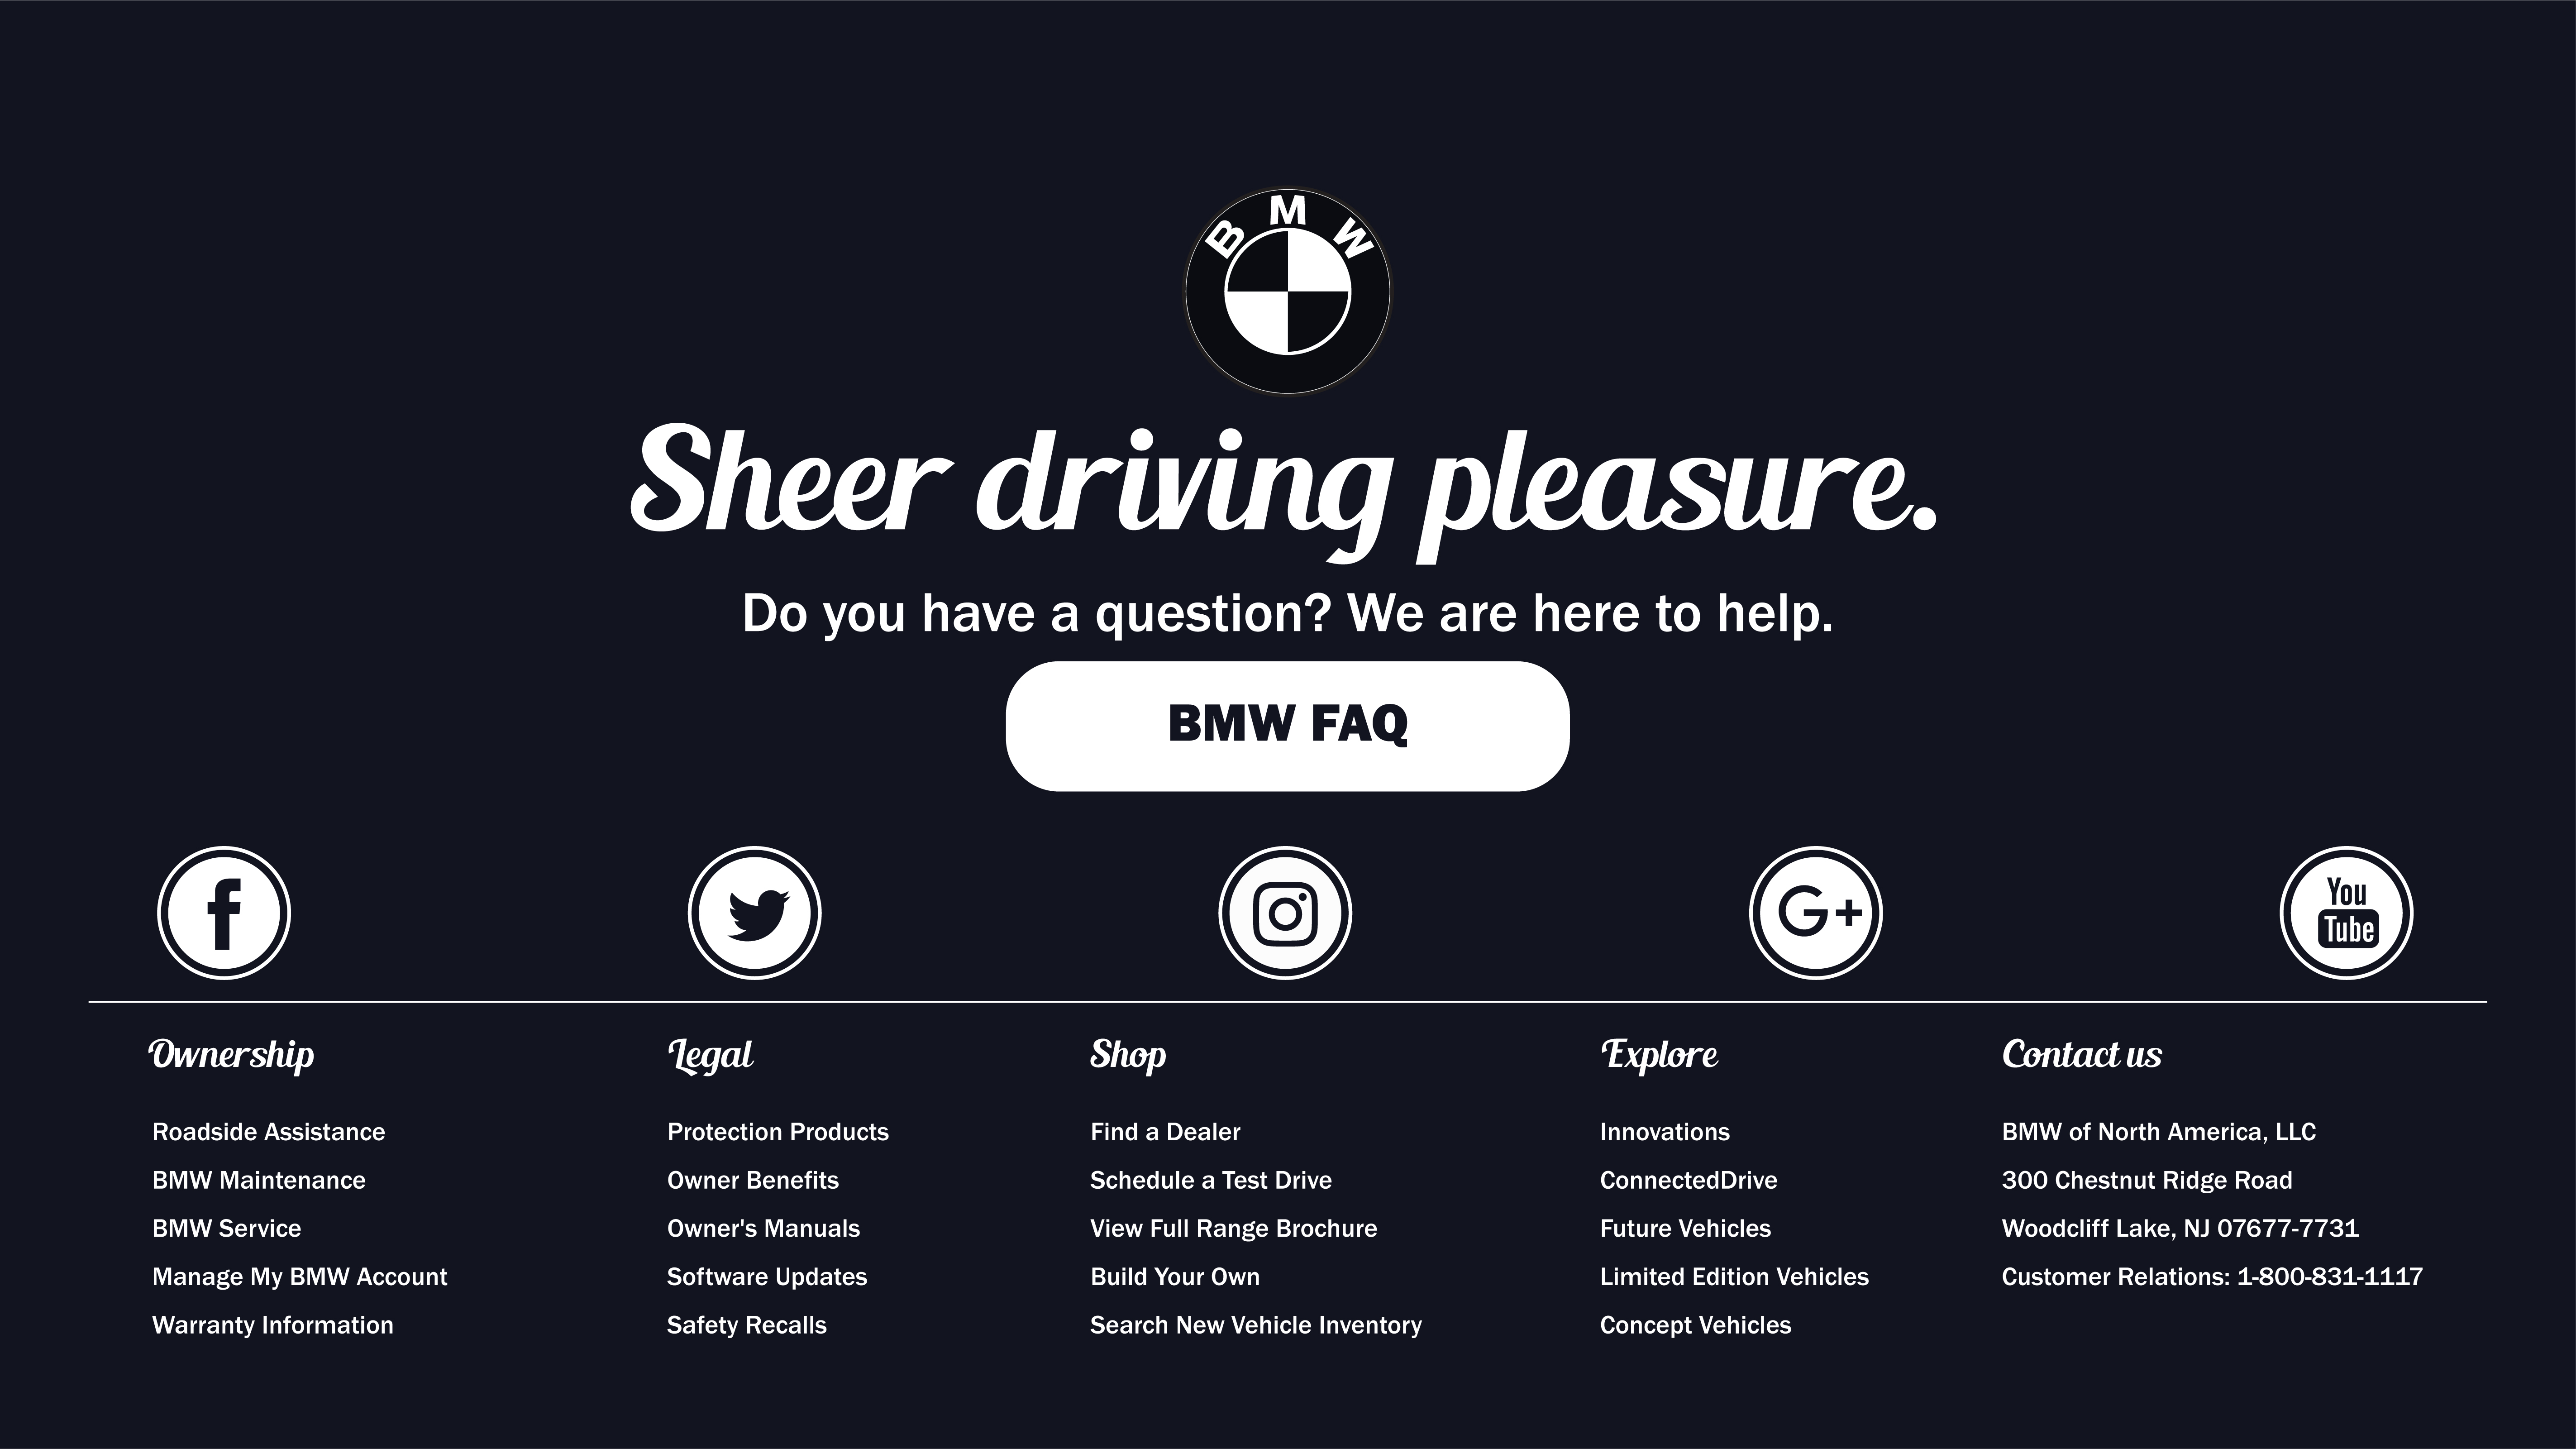 BMW
Sheer driving pleasure.
Do you have a question? We are here to help.
BMW FAQ
f
G+
You
Tube
Ownership
Roadside Assistance
BMW Maintenance
BMW Service
Manage My BMW Account
Warranty Information
Legal
Protection Products
Owner Benefits
Owner's Manuals
Software Updates
Safety Recalls
Shop
Find a Dealer
Schedule a Test Drive
View Full Range Brochure
Build Your Own
Search New Vehicle Inventory
Explore
Innovations
ConnectedDrive
Future Vehicles
Limited Edition Vehicles
Concept Vehicles
Contact us
BMW of North America, LLC
300 Chestnut Ridge Road
Woodcliff Lake, NJ 07677-7731
Customer Relations: 1-800-831-1117